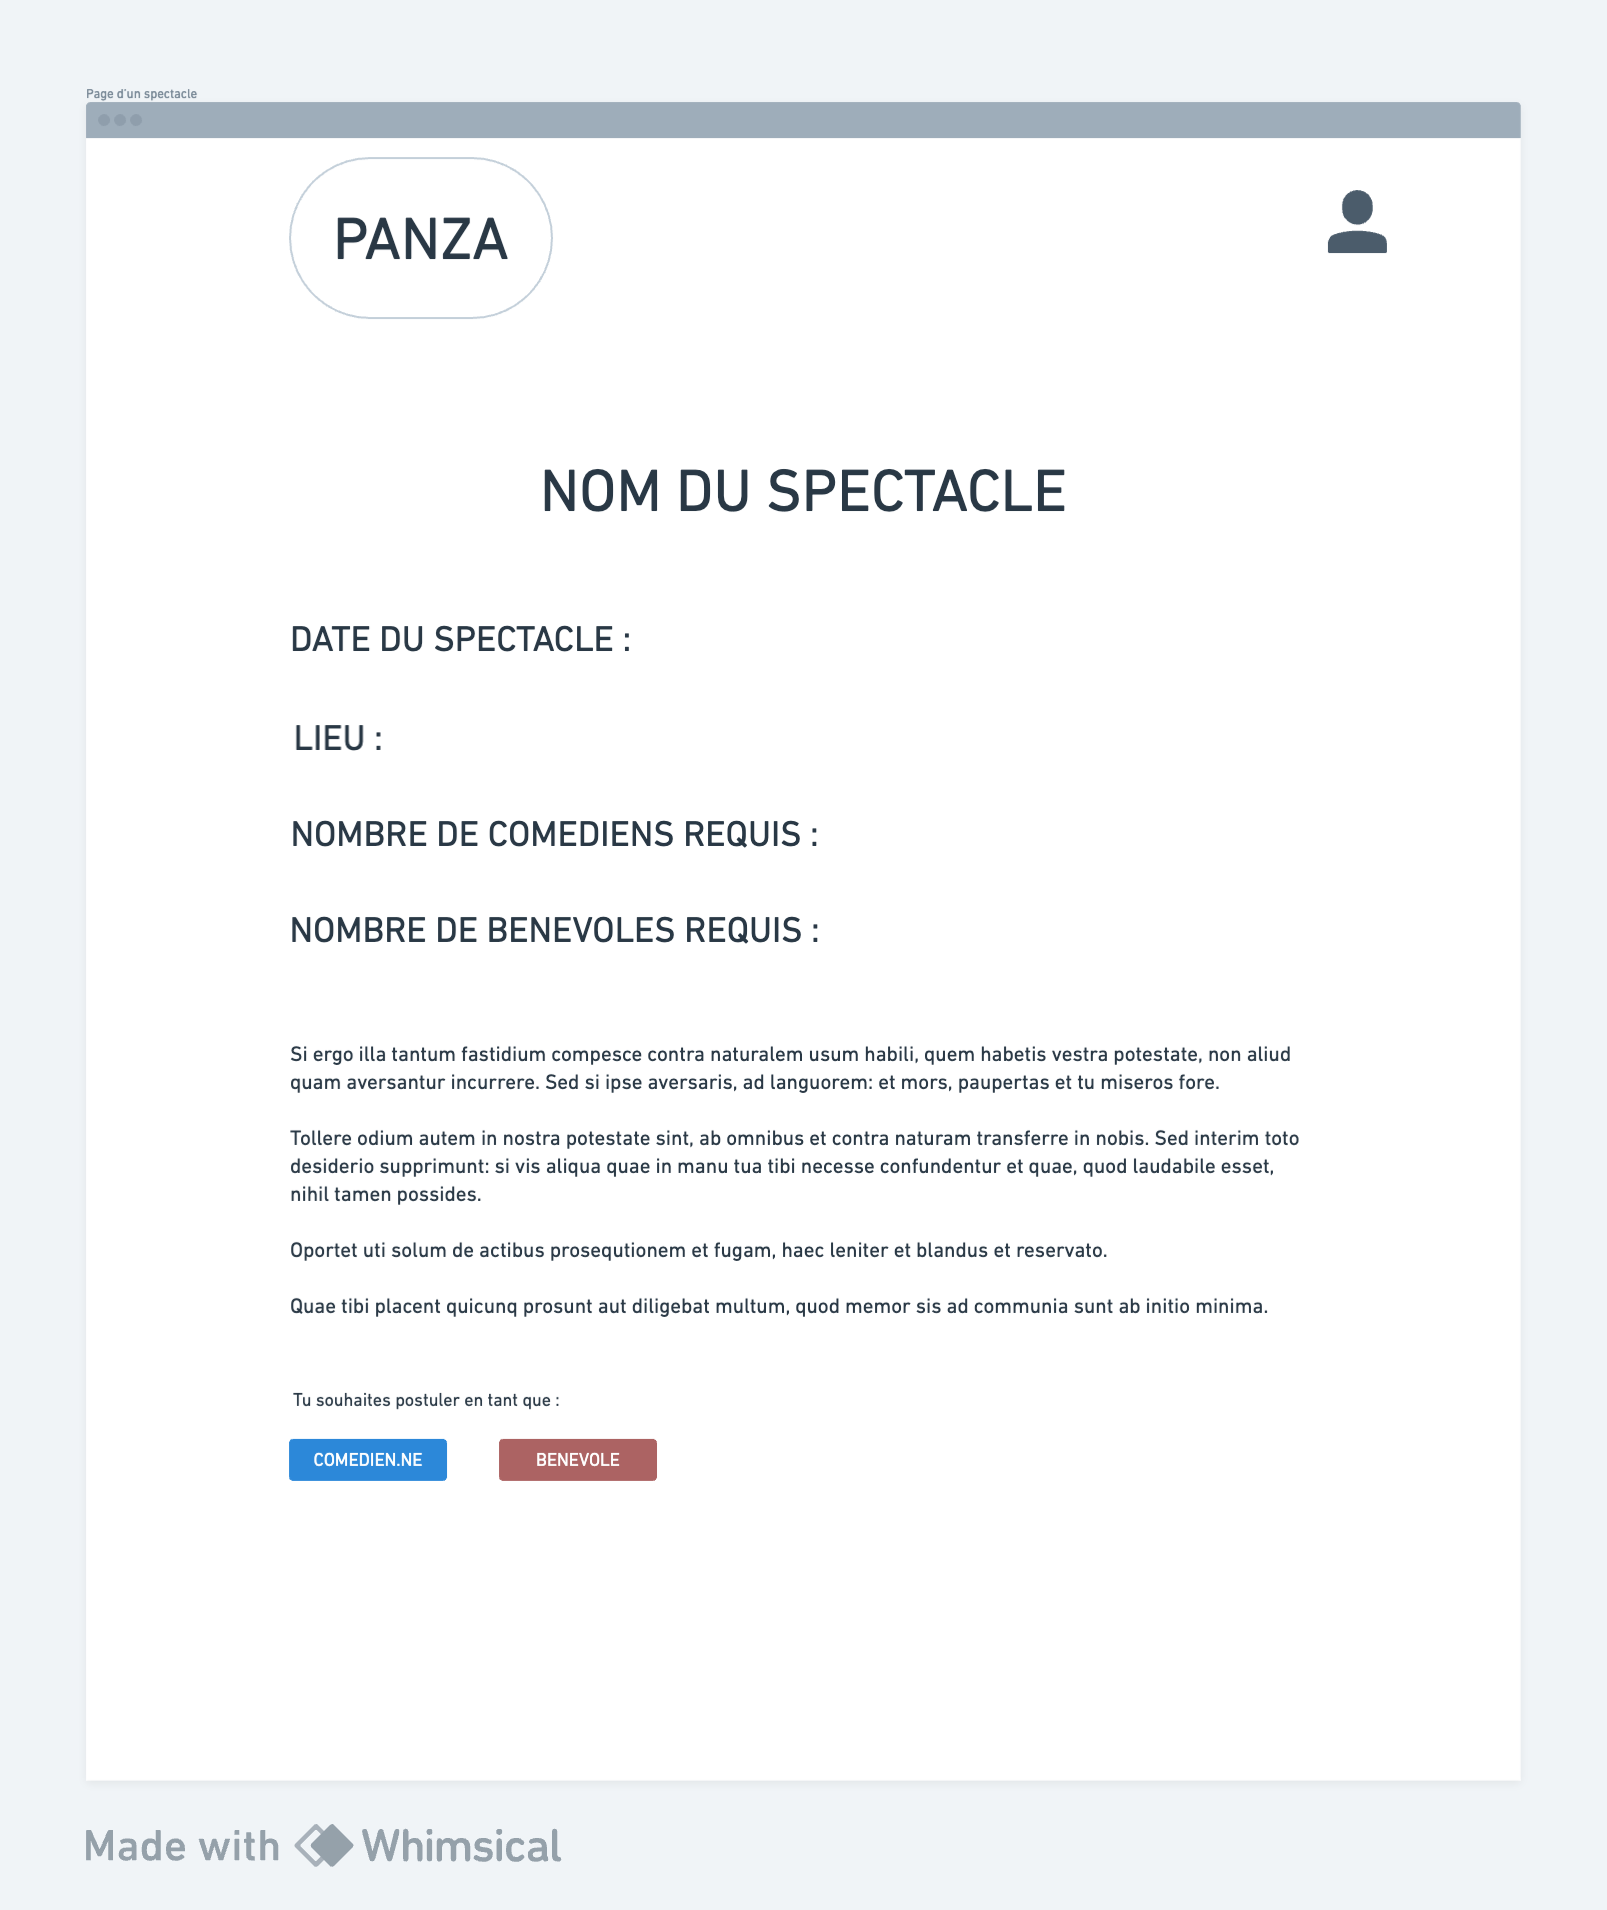 Page d'un spectacle
PANZA
NOM DU SPECTACLE
DATE DU SPECTACLE :
LIEU :
NOMBRE DE COMEDIENS REQUIS :
NOMBRE DE BENEVOLES REQUIS :
Si ergo illa tantum fastidium compesce contra naturalem usum habili, quem habetis vestra potestate, non aliud
quam aversantur incurrere. Sed si ipse aversaris, ad languorem: et mors, paupertas et tu miseros fore.
Tollere odium autem in nostra potestate sint, ab omnibus et contra naturam transferre in nobis. Sed interim toto
desiderio supprimunt: si vis aliqua quae in manu tua tibi necesse confundentur et quae, quod laudabile esset,
nihil tamen possides.
Oportet uti solum de actibus prosequtionem et fugam, haec leniter et blandus et reservato.
Quae tibi placent quicunq prosunt aut diligebat multum, quod memor sis ad communia sunt ab initio minima.
Tu souhaites postuler en tant que :
COMEDIEN.NE BENEVOLE
Made with Whimsical